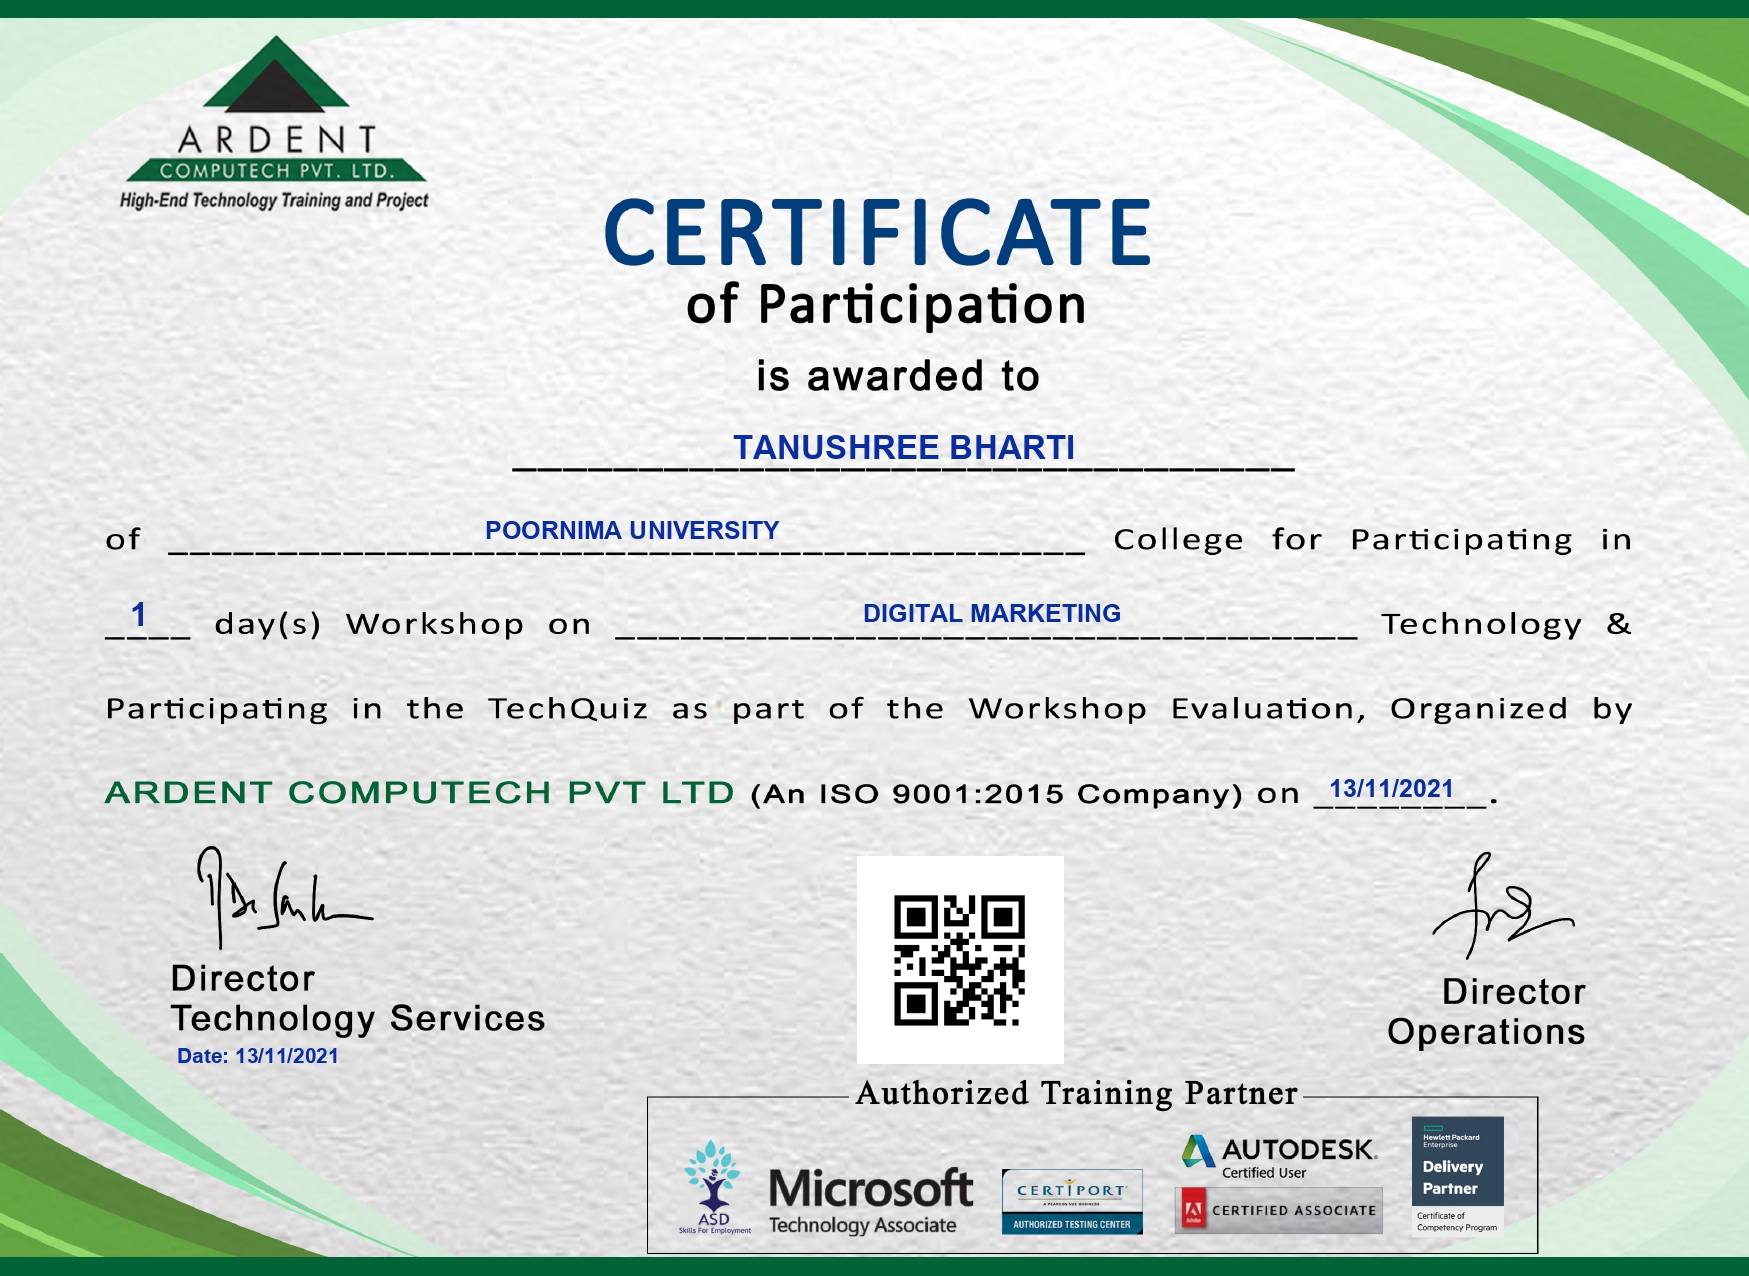 ARDENT
COMPUTECH PVT. LTD.
High-End Technology Training and Project
CERTIFICATE
of Participation
is awarded to
TANUSHREE BHARTI
of POORNIMA UNIVERSITY College for Participating in
1 day(s) Workshop on DIGITAL MARKETING Technology &
Participating in the TechQuiz as part of the Workshop Evaluation, Organized by
ARDENT COMPUTECH PVT LTD (An ISO 9001:2015 Company) on 13/11/2021.
Director
Technology Services
Date: 13/11/2021
Director
Operations
Authorized Training Partner
ASD
Skills For Employment
Microsoft
Technology Associate
CERTIPORT
A PEARSON VUE BUSINESS
AUTHORIZED TESTING CENTER
AUTODESK.
Certified User
Adobe
CERTIFIED ASSOCIATE
Hewlett Packard
Enterprise
Delivery
Partner
Certificate of
Competency Program